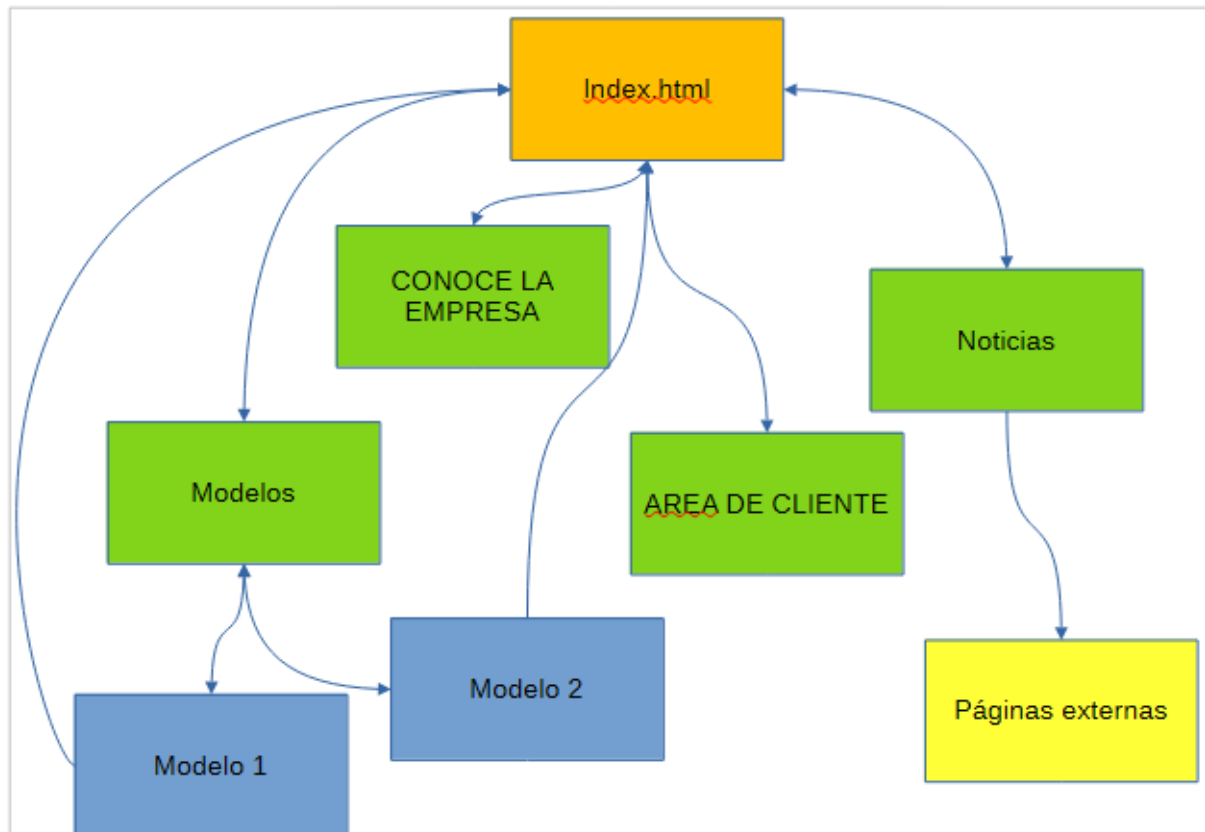 Index.html
CONOCE LA
EMPRESA
Noticias
Modelos
AREA DE CLIENTE
Modelo 2
Páginas externas
Modelo 1